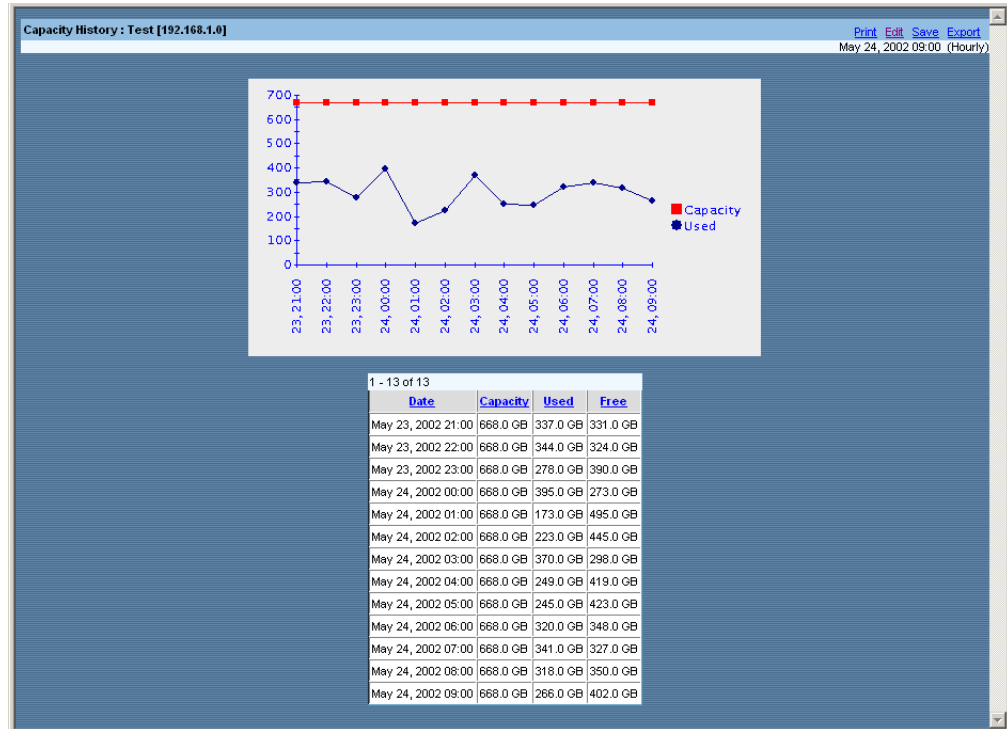 Capacity History : Test [192.168.1.0]
Print Edit Save Export
May 24, 2002 09:00 (Hourly)
700
600
500
400
300
200
100
0
Capacity
Used
23, 21:00
23, 22:00
23, 23:00
24, 00:00
24, 01:00
24, 02:00
24, 03:00
24, 04:00
24, 05:00
24, 06:00
24, 07:00
24, 08:00
24, 09:00
1 - 13 of 13
Date Capacity Used Free
May 23, 2002 21:00 668.0 GB 337.0 GB 331.0 GB
May 23, 2002 22:00 668.0 GB 344.0 GB 324.0 GB
May 23, 2002 23:00 668.0 GB 278.0 GB 390.0 GB
May 24, 2002 00:00 668.0 GB 395.0 GB 273.0 GB
May 24, 2002 01:00 668.0 GB 173.0 GB 495.0 GB
May 24, 2002 02:00 668.0 GB 223.0 GB 445.0 GB
May 24, 2002 03:00 668.0 GB 370.0 GB 298.0 GB
May 24, 2002 04:00 668.0 GB 249.0 GB 419.0 GB
May 24, 2002 05:00 668.0 GB 245.0 GB 423.0 GB
May 24, 2002 06:00 668.0 GB 320.0 GB 348.0 GB
May 24, 2002 07:00 668.0 GB 341.0 GB 327.0 GB
May 24, 2002 08:00 668.0 GB 318.0 GB 350.0 GB
May 24, 2002 09:00 668.0 GB 266.0 GB 402.0 GB